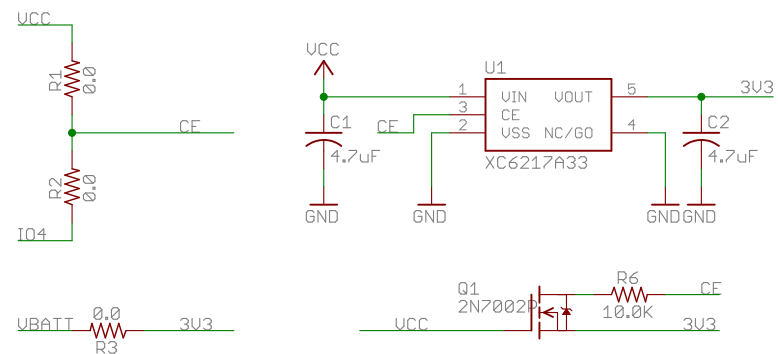 VCC
R1
0.0
CE
R2
0.0
IO4
VCC
U1
1
VIN
VOUT
5
3V3
3
CE
CE
2
VSS
NC/GO
4
XC6217A33
C1
4.7uF
C2
4.7uF
GND
GND
GND
GND
VBATT
0.0
R3
3V3
Q1
2N7002P
VCC
R6
10.0K
CE
3V3